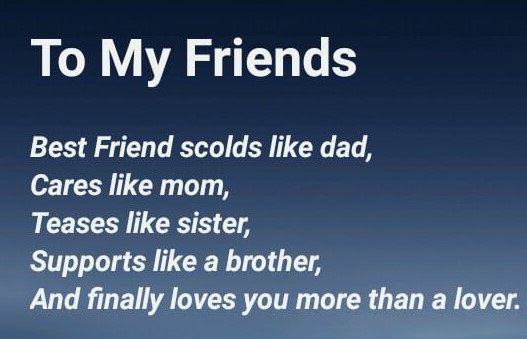 To My Friends
Best Friend scolds like dad,
Cares like mom,
Teases like sister,
Supports like a brother,
And finally loves you more than a lover.